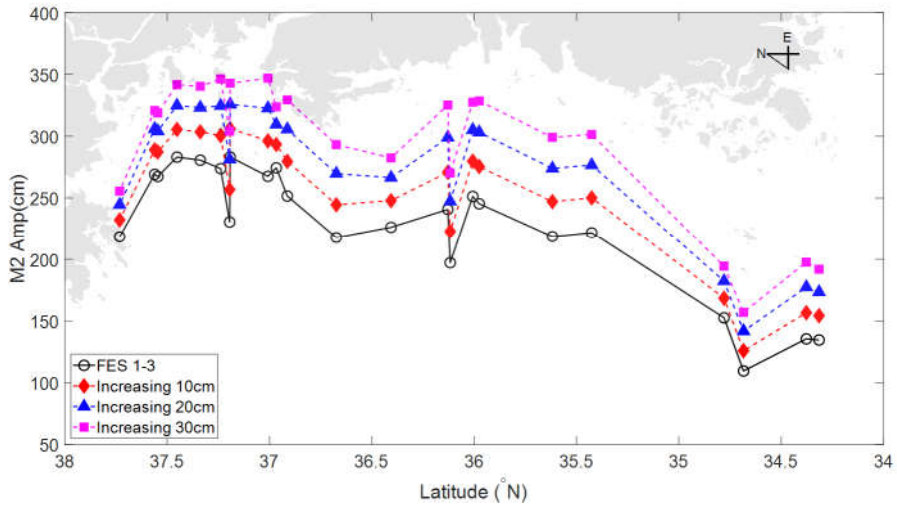 400
350
300
250
200
150
100
50
M2 Amp(cm)
E
N
FES 1-3
Increasing 10cm
Increasing 20cm
Increasing 30cm
38 37.5 37 36.5 36 35.5 35 34.5 34
Latitude (°N)